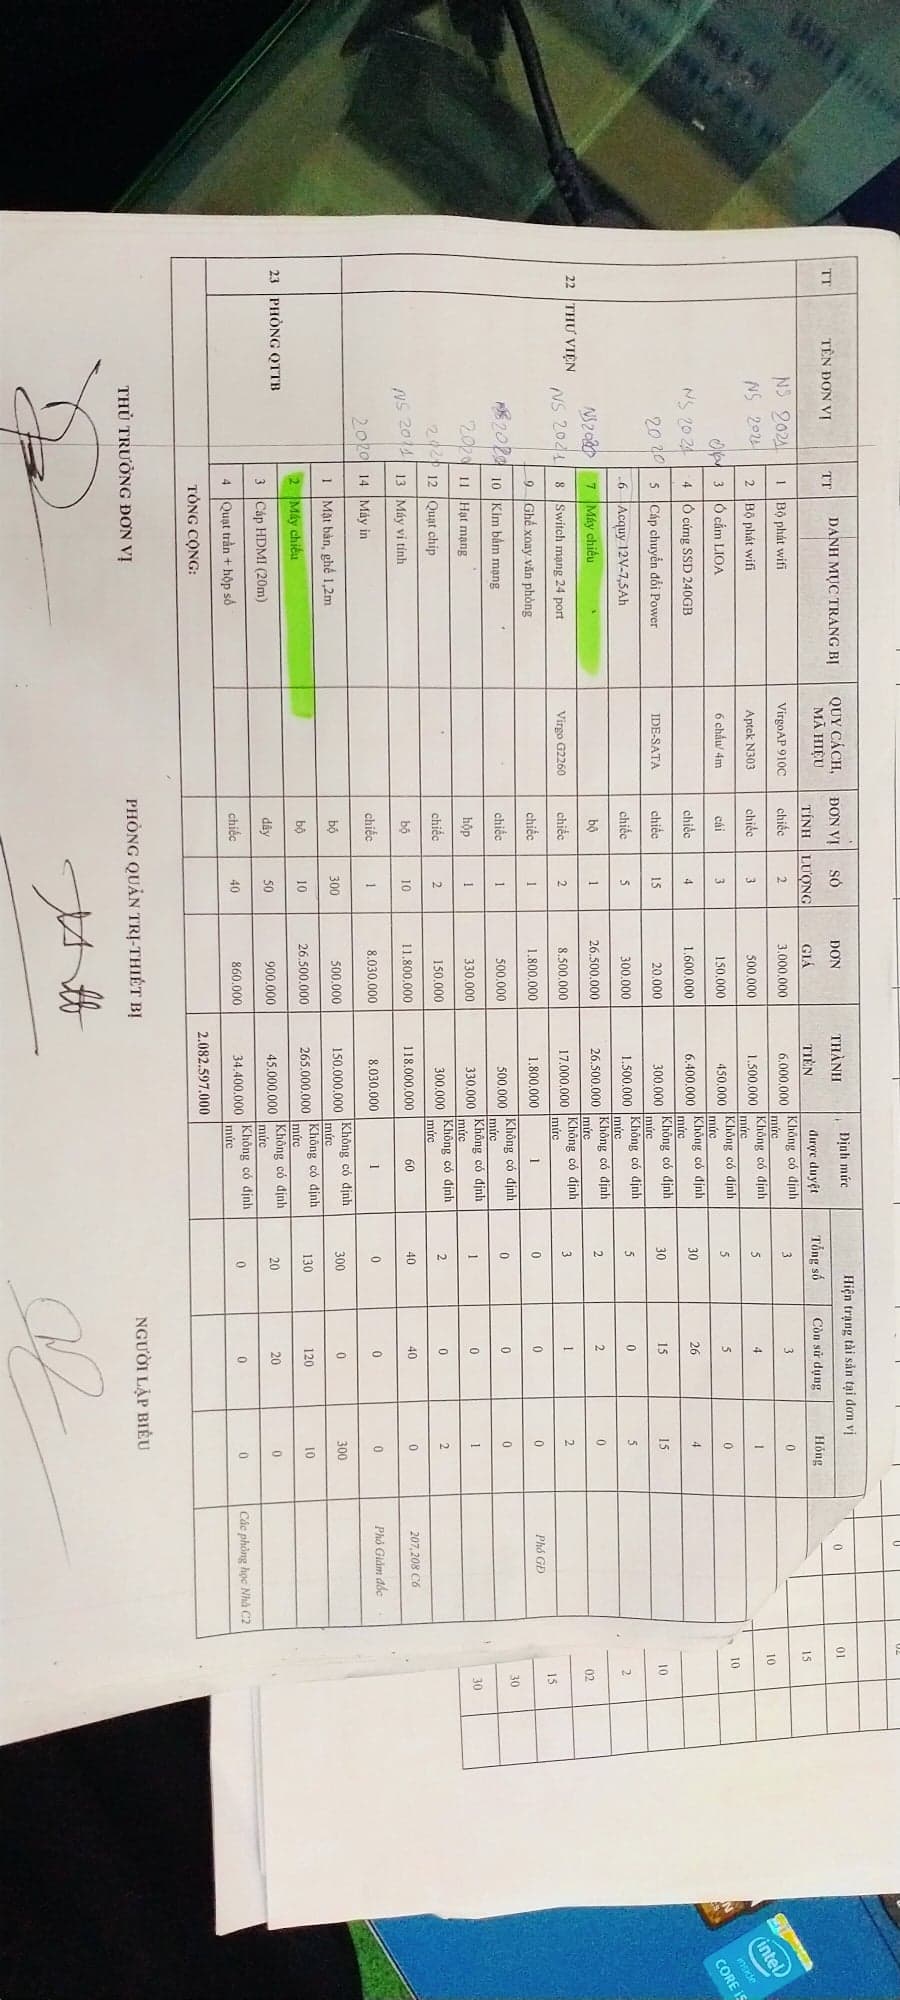 TT TÊN ĐƠN VỊ TT DANH MỤC TRANG BỊ QUY CÁCH, MÃ HIỆU ĐƠN VỊ TÍNH SỐ LƯỢNG ĐƠN GIÁ THÀNH TIỀN Định mức được duyệt Hiện trạng tài sản tại đơn vị
Tổng số Còn sử dụng Hỏng
22 THƯ VIỆN
NS 2021 1 Bộ phát wifi VirgoAP 910C chiếc 2 3.000.000 6.000.000 Không có định mức 3 3 0
NS 2021 2 Bộ phát wifi Aptek N303 chiếc 3 500.000 1.500.000 Không có định mức 5 4 1
3 Ổ cắm LIOA 6 chấu/ 4m cái 3 150.000 450.000 Không có định mức 5 5 0
NS 2021 4 Ổ cứng SSD 240GB chiếc 4 1.600.000 6.400.000 Không có định mức 30 26 4
2020 5 Cáp chuyển đổi Power IDE-SATA chiếc 15 20.000 300.000 Không có định mức 30 15 15
6 Acquy 12V-7,5Ah chiếc 5 300.000 1.500.000 Không có định mức 5 0 5
NS2020 7 Máy chiếu bộ 1 26.500.000 26.500.000 Không có định mức 2 2 0
NS 2021 8 Switch mạng 24 port Virgo G2260 chiếc 2 8.500.000 17.000.000 Không có định mức 3 1 2
9 Ghế xoay văn phòng chiếc 1 1.800.000 1.800.000 1 0 0 0 Phó GĐ
2020 10 Kìm bấm mạng chiếc 1 500.000 500.000 Không có định mức 0 0 0
2020 11 Hạt mạng hộp 1 330.000 330.000 Không có định mức 1 0 1
2020 12 Quạt chip chiếc 2 150.000 300.000 Không có định mức 2 0 2
NS 2021 13 Máy vi tính bộ 10 11.800.000 118.000.000 60 40 40 0 207,208 C6
2020 14 Máy in chiếc 1 8.030.000 8.030.000 1 0 0 0 Phó Giám đốc
23 PHÒNG QTTB
1 Mặt bàn, ghế 1,2m bộ 300 500.000 150.000.000 Không có định mức 300 0 300
2 Máy chiếu bộ 10 26.500.000 265.000.000 Không có định mức 130 120 10
3 Cáp HDMI (20m) dây 50 900.000 45.000.000 Không có định mức 20 20 0
4 Quạt trần + hộp số chiếc 40 860.000 34.400.000 Không có định mức 0 0 0 Các phòng học Nhà C2
TỔNG CỘNG: 2.082.597.000
THỦ TRƯỞNG ĐƠN VỊ PHÒNG QUẢN TRỊ-THIẾT BỊ NGƯỜI LẬP BIỂU
0 01
15
10
10
10
2
02
15
30
30
intel
inside
CORE i5